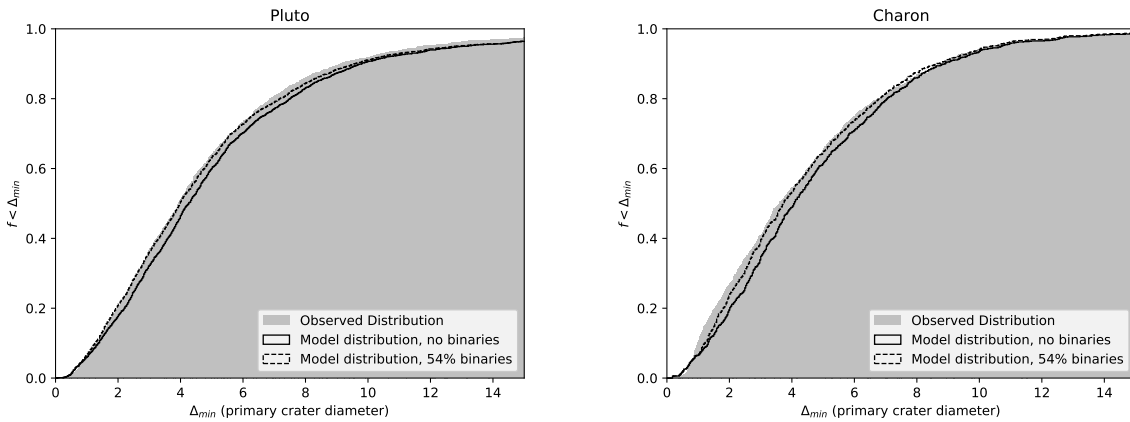 Pluto
1.0
0.8
0.6
0.4
0.2
0.0
f < Δmin
0 2 4 6 8 10 12 14
Δmin (primary crater diameter)
Observed Distribution
Model distribution, no binaries
Model distribution, 54% binaries
Charon
1.0
0.8
0.6
0.4
0.2
0.0
f < Δmin
0 2 4 6 8 10 12 14
Δmin (primary crater diameter)
Observed Distribution
Model distribution, no binaries
Model distribution, 54% binaries